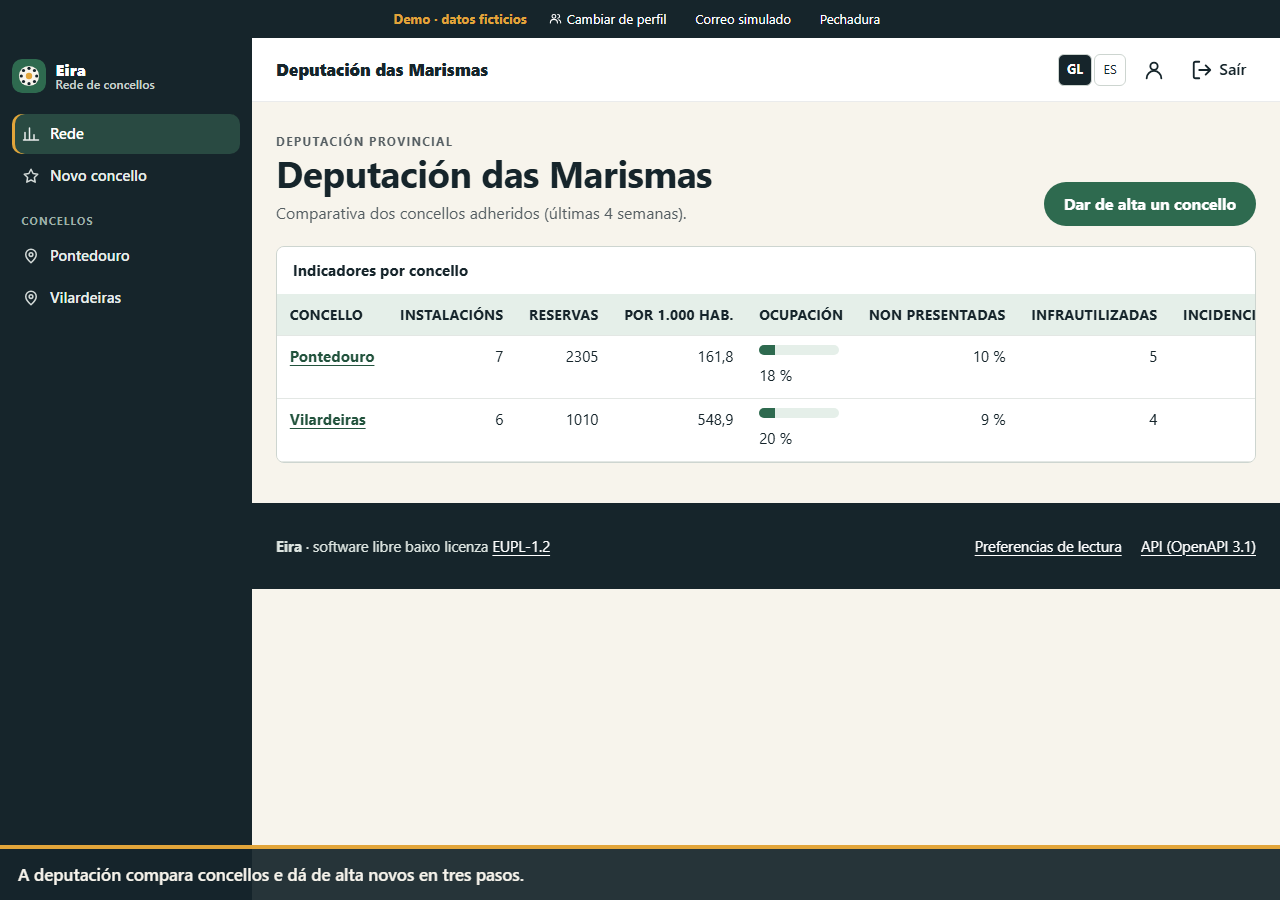 Demo · datos ficticios Cambiar de perfil Correo simulado Pechadura
Eira
Rede de concellos
Deputación das Marismas GL ES Saír
Rede
Novo concello
CONCELLOS
Pontedouro
Vilardeiras
DEPUTACIÓN PROVINCIAL
Deputación das Marismas
Comparativa dos concellos adheridos (últimas 4 semanas).
Dar de alta un concello
Indicadores por concello
CONCELLO INSTALACIÓNS RESERVAS POR 1.000 HAB. OCUPACIÓN NON PRESENTADAS INFRAUTILIZADAS INCIDENCI
Pontedouro 7 2305 161,8 18 % 10 % 5
Vilardeiras 6 1010 548,9 20 % 9 % 4
Eira · software libre baixo licenza EUPL-1.2 Preferencias de lectura API (OpenAPI 3.1)
A deputación compara concellos e dá de alta novos en tres pasos.